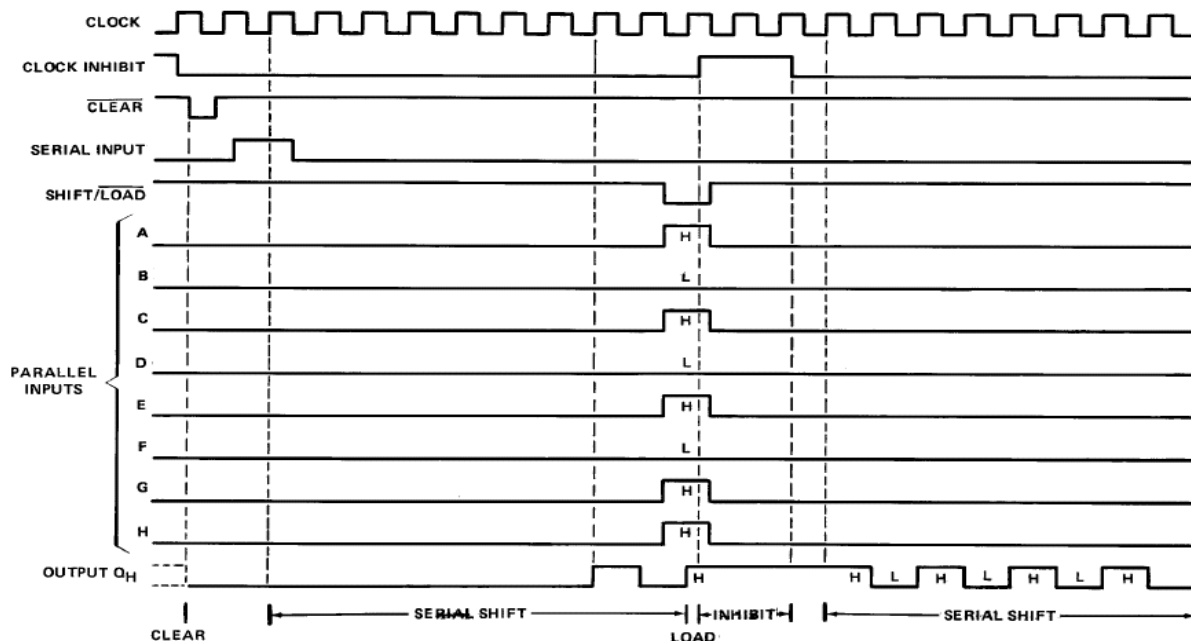 CLOCK
CLOCK INHIBIT
CLEAR
SERIAL INPUT
SHIFT/LOAD
A
H
B
L
C
H
D
L
PARALLEL
INPUTS
E
H
F
L
G
H
H
H
OUTPUT QH
H
H
L
H
L
H
L
H
SERIAL SHIFT
INHIBIT
SERIAL SHIFT
CLEAR
LOAD